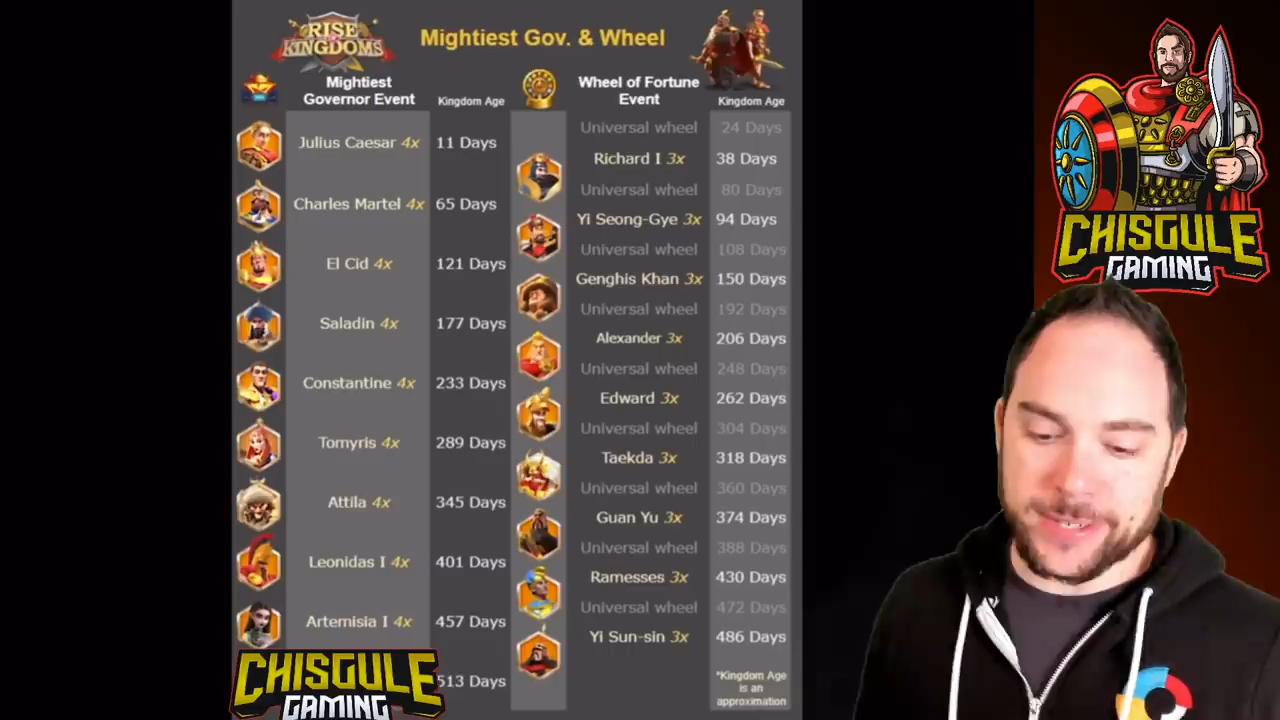 RISE OF KINGDOMS
Mightiest Gov. & Wheel
Mightiest
Governor Event
Kingdom Age
Wheel of Fortune
Event
Kingdom Age
Universal wheel 24 Days
Julius Caesar 4x 11 Days
Richard I 3x 38 Days
Universal wheel 80 Days
Charles Martel 4x 65 Days
Yi Seong-Gye 3x 94 Days
Universal wheel 108 Days
El Cid 4x 121 Days
Genghis Khan 3x 150 Days
Universal wheel 192 Days
Saladin 4x 177 Days
Alexander 3x 206 Days
Universal wheel 248 Days
Constantine 4x 233 Days
Edward 3x 262 Days
Universal wheel 304 Days
Tomyris 4x 289 Days
Taekda 3x 318 Days
Universal wheel 360 Days
Attila 4x 345 Days
Guan Yu 3x 374 Days
Universal wheel 388 Days
Leonidas I 4x 401 Days
Ramesses 3x 430 Days
Universal wheel 472 Days
Artemisia I 4x 457 Days
Yi Sun-sin 3x 486 Days
513 Days
*Kingdom Age
is an
approximation
CHISGULE
GAMING
CHISGULE
GAMING